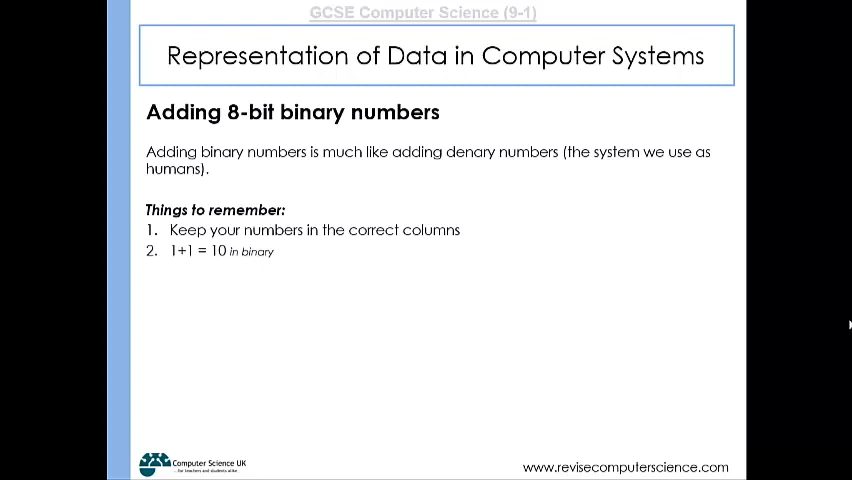 GCSE Computer Science (9-1)
Representation of Data in Computer Systems
Adding 8-bit binary numbers
Adding binary numbers is much like adding denary numbers (the system we use as
humans).
Things to remember:
1. Keep your numbers in the correct columns
2. 1+1 = 10 in binary
Computer Science UK
...for teachers and students alike
www.revisecomputerscience.com